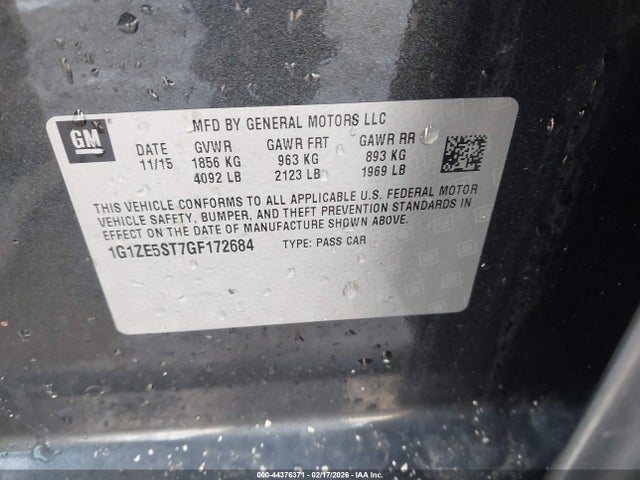 GM
MFD BY GENERAL MOTORS LLC
DATE GVWR GAWR FRT GAWR RR
11/15 1856 KG 963 KG 893 KG
4092 LB 2123 LB 1969 LB
THIS VEHICLE CONFORMS TO ALL APPLICABLE U.S. FEDERAL MOTOR
VEHICLE SAFETY, BUMPER, AND THEFT PREVENTION STANDARDS IN
EFFECT ON THE DATE OF MANUFACTURE SHOWN ABOVE.
1G1ZE5ST7GF172684 TYPE: PASS CAR
000-44376371 - 02/17/2026 - IAA Inc.